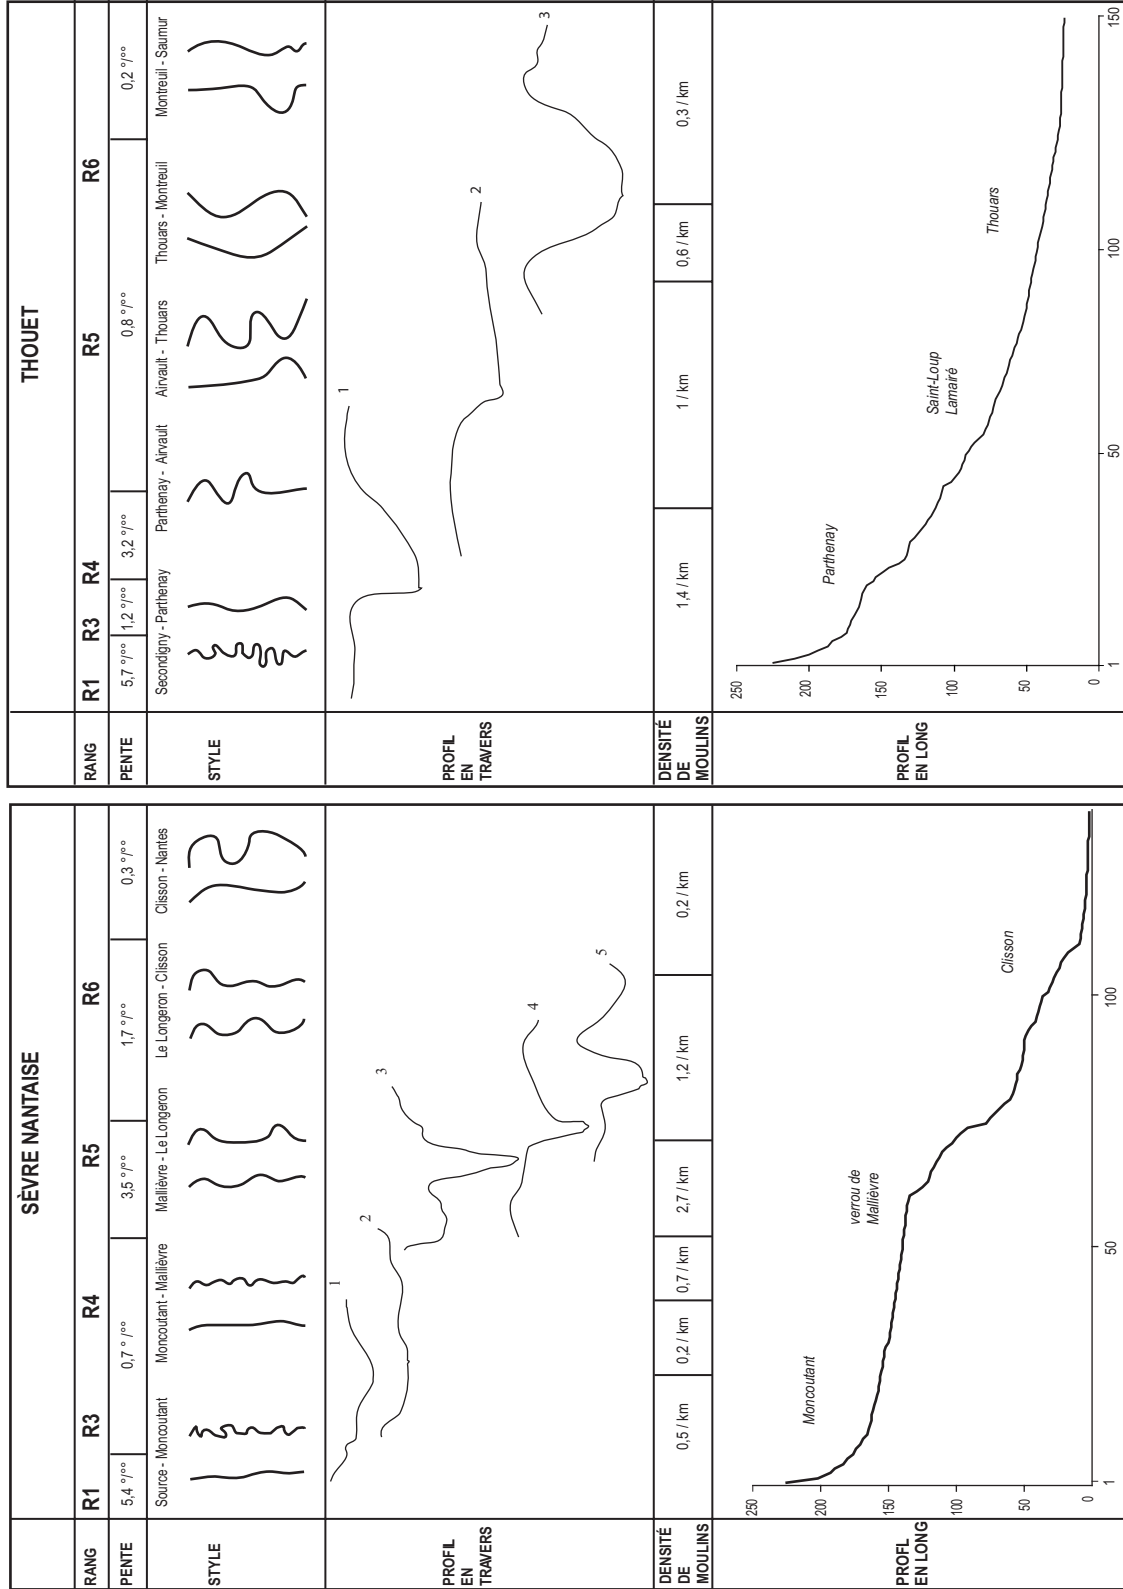 SÈVRE NANTAISE
RANG
R1
R3
R4
R5
R6
PENTE
5,4 °/°°
0,7 ° /°°
3,5 °/°°
1,7 °/°°
0,3 °/°°
STYLE
Source - Moncoutant
Moncoutant - Mallièvre
Mallièvre - Le Longeron
Le Longeron - Clisson
Clisson - Nantes
PROFIL
EN
TRAVERS
1
2
3
4
5
DENSITÉ
DE
MOULINS
0,5 / km
0,2 / km
0,7 / km
2,7 / km
1,2 / km
0,2 / km
PROFL
EN LONG
250
200
150
100
50
0
Moncoutant
verrou de
Mallièvre
Clisson
1
50
100
THOUET
RANG
R1
R3
R4
R5
R6
PENTE
5,7 °/°°
1,2 °/°°
3,2 °/°°
0,8 °/°°
0,2 °/°°
STYLE
Secondigny - Parthenay
Parthenay - Airvault
Airvault - Thouars
Thouars - Montreuil
Montreuil - Saumur
PROFIL
EN
TRAVERS
1
2
3
DENSITÉ
DE
MOULINS
1,4 / km
1 / km
0,6 / km
0,3 / km
PROFIL
EN LONG
250
200
150
100
50
0
Parthenay
Saint-Loup
Lamairé
Thouars
1
50
100
150